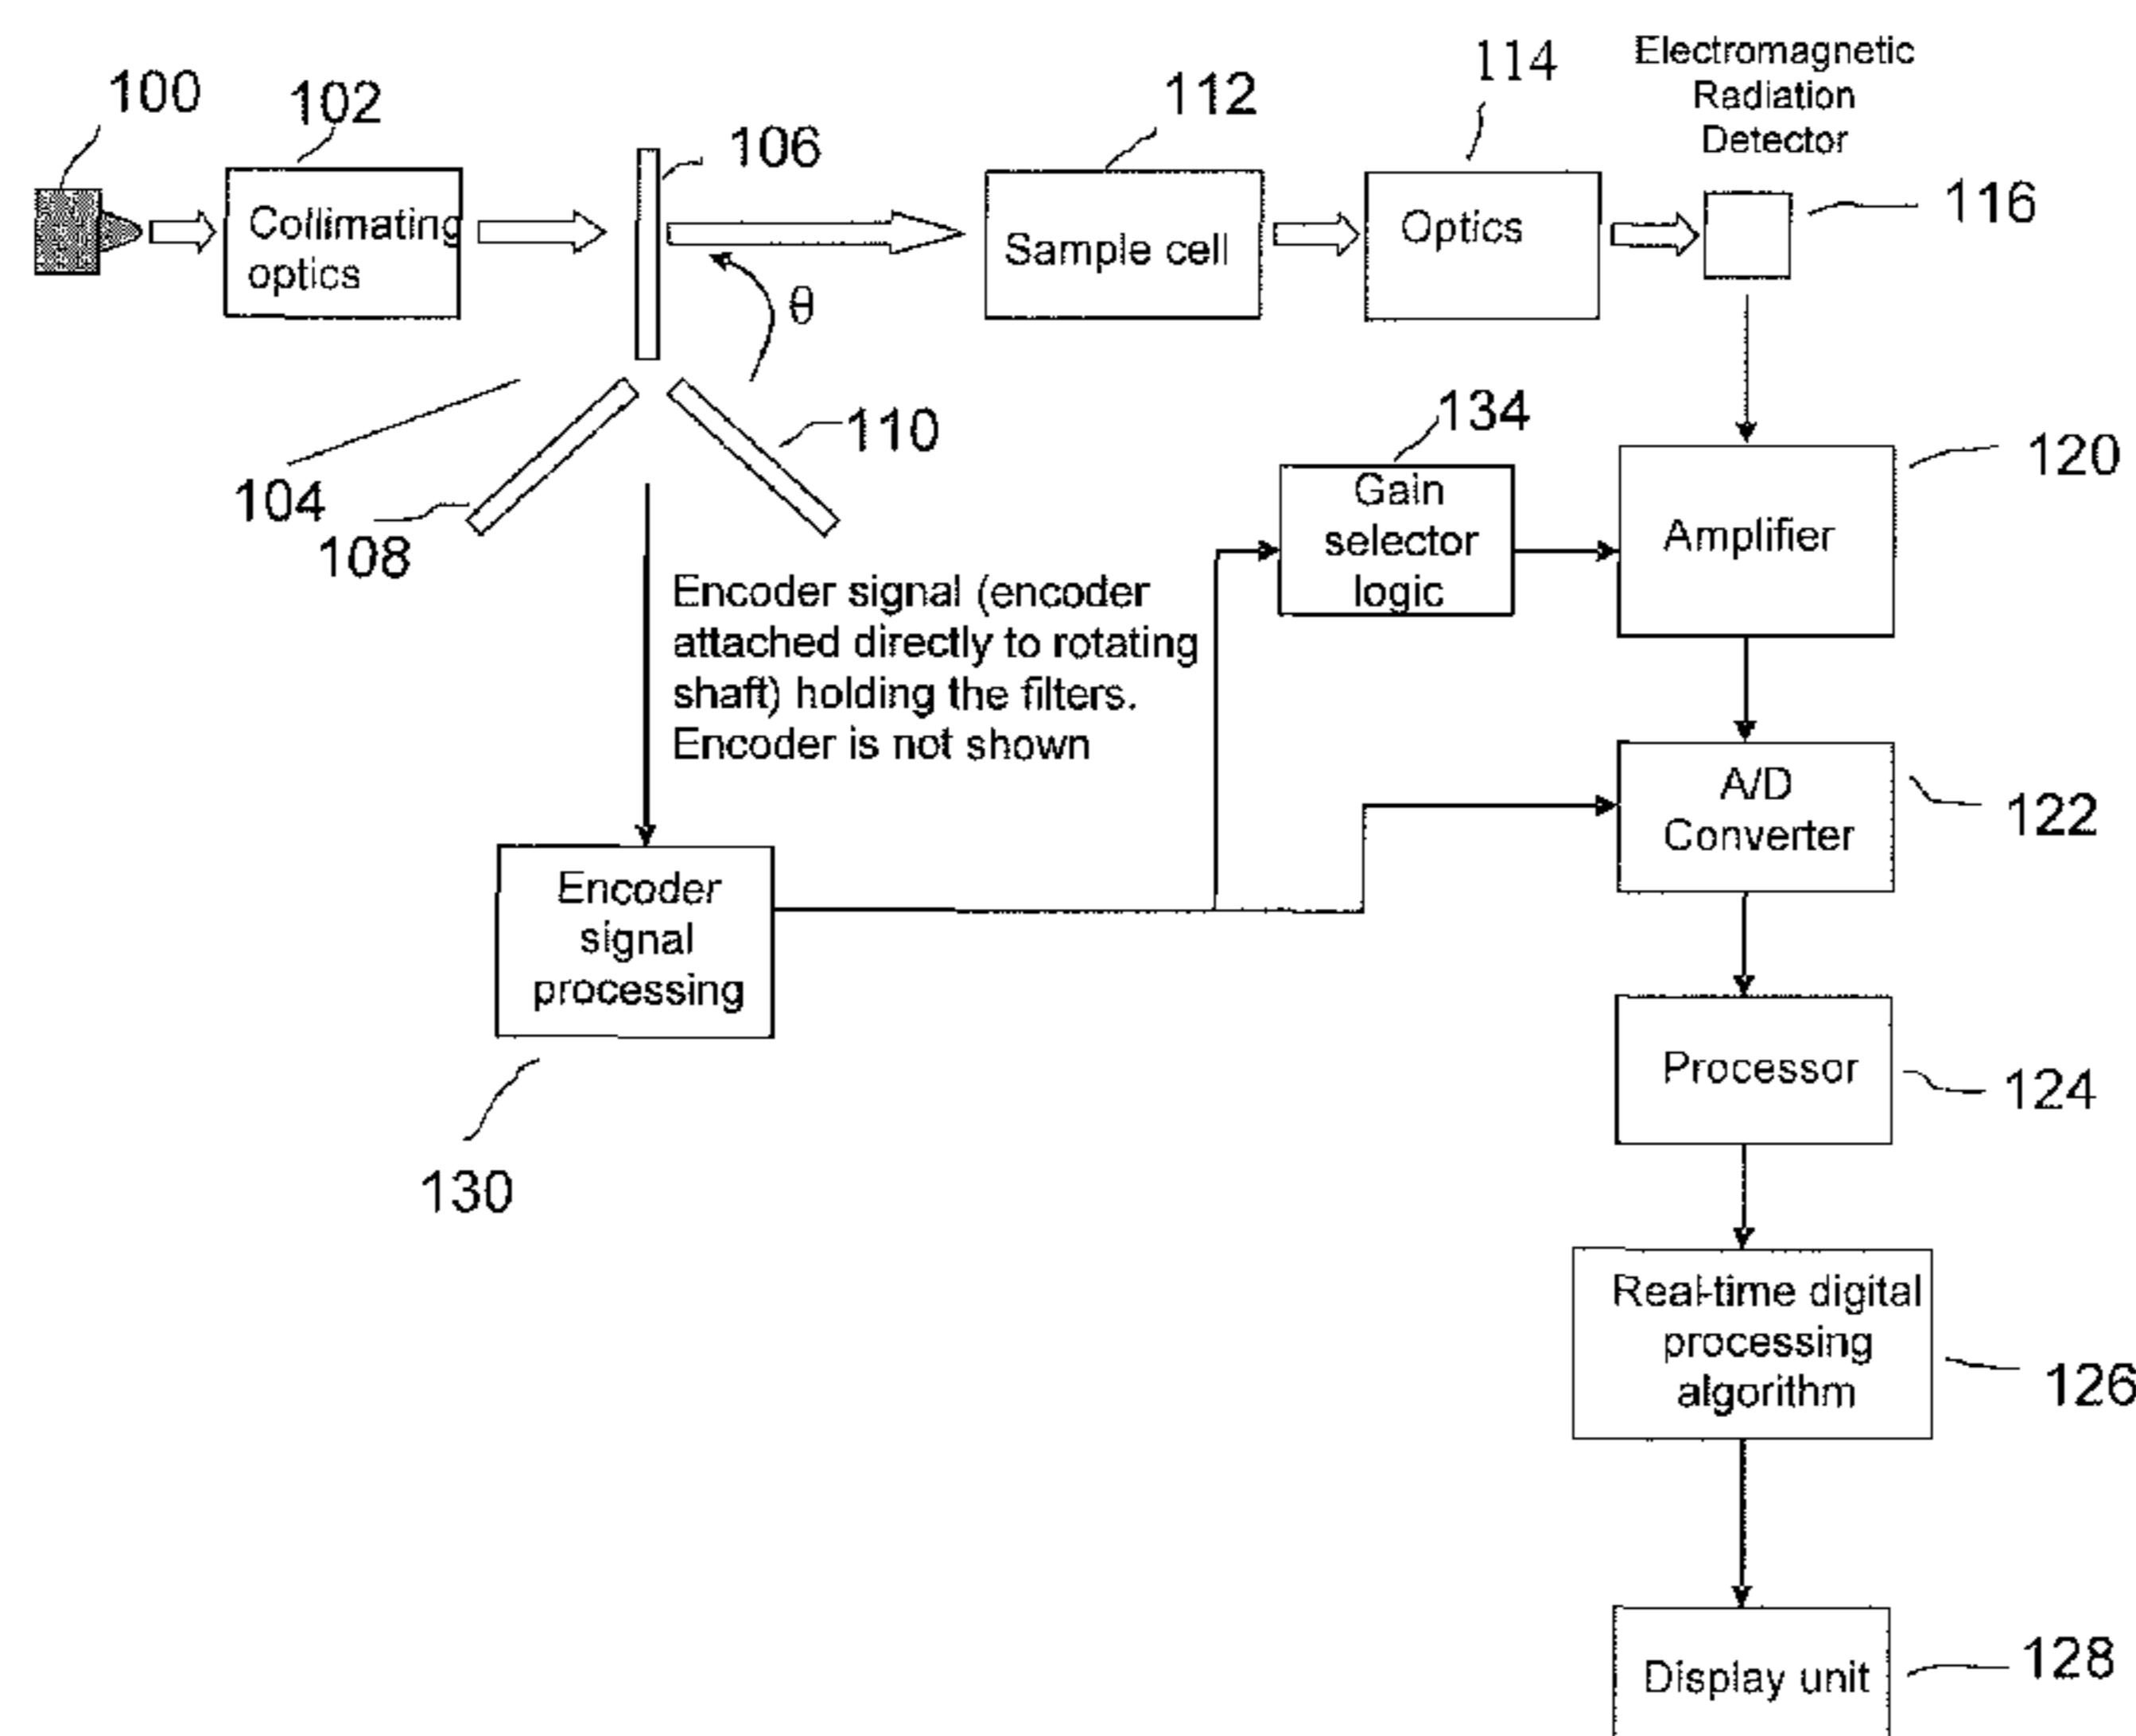 100
102
106
112
114
Electromagnetic
Radiation
Detector
116
Collimating
optics
Sample cell
Optics
θ
104
108
110
134
Gain
selector
logic
120
Amplifier
Encoder signal (encoder
attached directly to rotating
shaft) holding the filters.
Encoder is not shown
A/D
Converter
122
Encoder
signal
processing
130
Processor
124
Real-time digital
processing
algorithm
126
Display unit
128